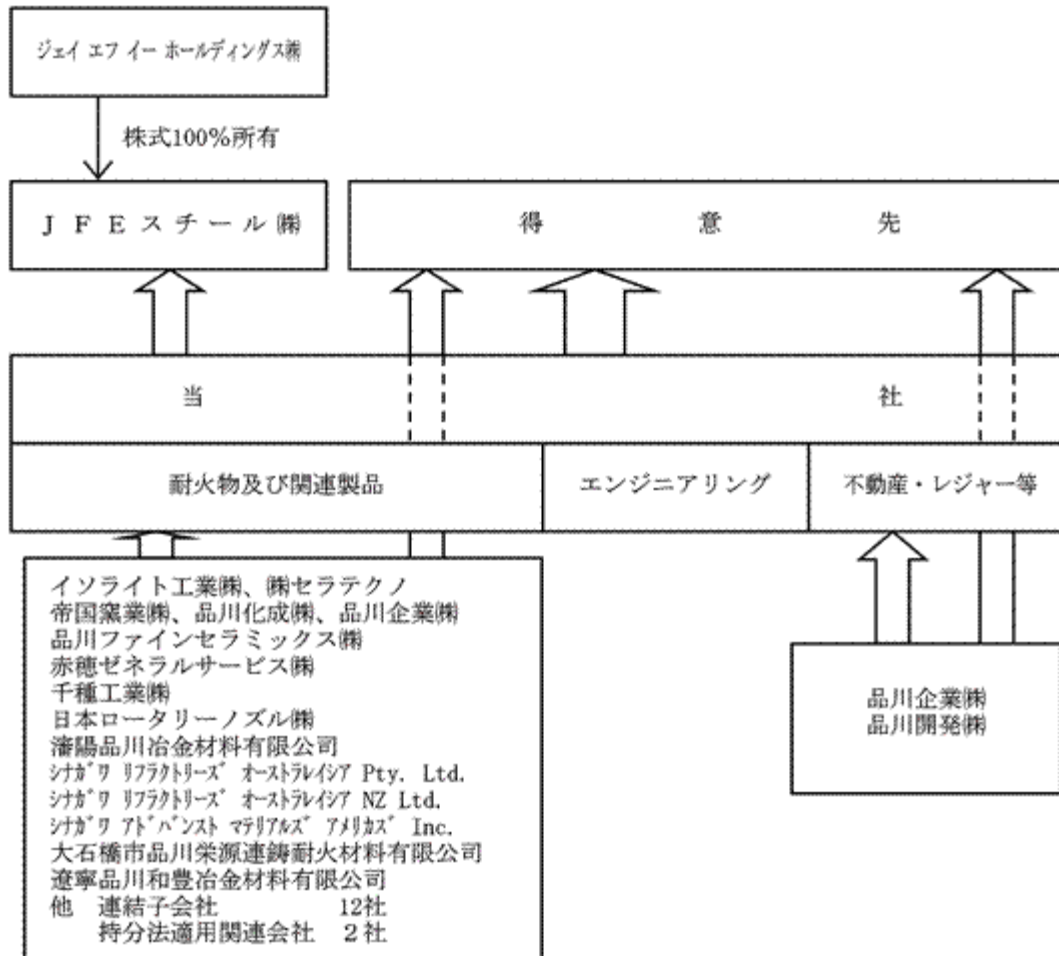 ジェイ エフ イー ホールディングス㈱
株式100％所有
ＪＦＥスチール㈱
得意先
当社
耐火物及び関連製品
エンジニアリング
不動産・レジャー等
イソライト工業㈱、㈱セラテクノ
帝国窯業㈱、品川化成㈱、品川企業㈱
品川ファインセラミックス㈱
赤穂ゼネラルサービス㈱
千種工業㈱
日本ロータリーノズル㈱
瀋陽品川冶金材料有限公司
ｼﾅｶﾞﾜ ﾘﾌﾗｸﾄﾘｰｽﾞ ｵｰｽﾄﾗﾚｲｼｱ Pty. Ltd.
ｼﾅｶﾞﾜ ﾘﾌﾗｸﾄﾘｰｽﾞ ｵｰｽﾄﾗﾚｲｼｱ NZ Ltd.
ｼﾅｶﾞﾜ ｱﾄﾞﾊﾞﾝｽﾄ ﾏﾃﾘｱﾙｽﾞ ｱﾒﾘｶｽﾞ Inc.
大石橋市品川栄源連鋳耐火材料有限公司
遼寧品川和豊冶金材料有限公司
他　連結子会社　12社
持分法適用関連会社　２社
品川企業㈱
品川開発㈱